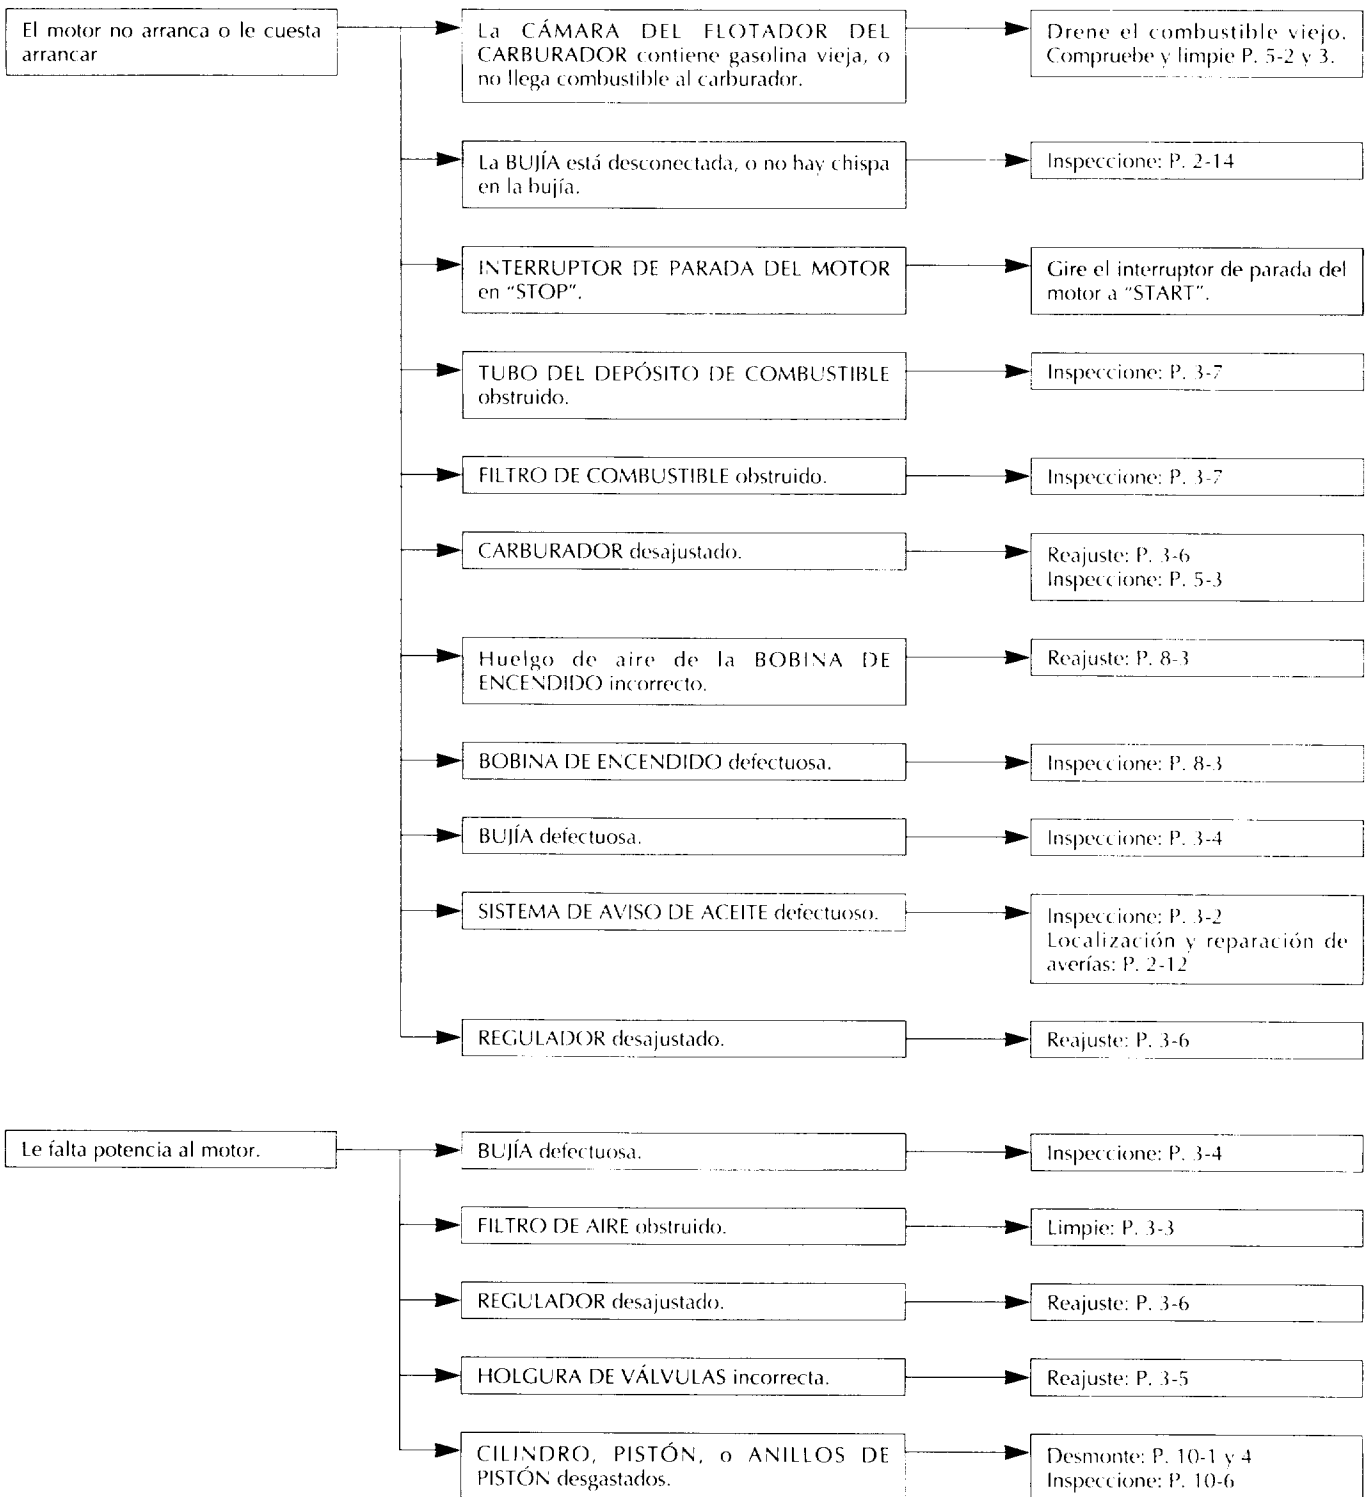 El motor no arranca o le cuesta
arrancar
La CÁMARA DEL FLOTADOR DEL
CARBURADOR contiene gasolina vieja, o
no llega combustible al carburador.
Drene el combustible viejo.
Compruebe y limpie P. 5-2 y 3.
La BUJÍA está desconectada, o no hay chispa
en la bujía.
Inspeccione: P. 2-14
INTERRUPTOR DE PARADA DEL MOTOR
en “STOP”.
Gire el interruptor de parada del
motor a “START”.
TUBO DEL DEPÓSITO DE COMBUSTIBLE
obstruido.
Inspeccione: P. 3-7
FILTRO DE COMBUSTIBLE obstruido.
Inspeccione: P. 3-7
CARBURADOR desajustado.
Reajuste: P. 3-6
Inspeccione: P. 5-3
Huelgo de aire de la BOBINA DE
ENCENDIDO incorrecto.
Reajuste: P. 8-3
BOBINA DE ENCENDIDO defectuosa.
Inspeccione: P. 8-3
BUJÍA defectuosa.
Inspeccione: P. 3-4
SISTEMA DE AVISO DE ACEITE defectuoso.
Inspeccione: P. 3-2
Localización y reparación de
averías: P. 2-12
REGULADOR desajustado.
Reajuste: P. 3-6
Le falta potencia al motor.
BUJÍA defectuosa.
Inspeccione: P. 3-4
FILTRO DE AIRE obstruido.
Limpie: P. 3-3
REGULADOR desajustado.
Reajuste: P. 3-6
HOLGURA DE VÁLVULAS incorrecta.
Reajuste: P. 3-5
CILINDRO, PISTÓN, o ANILLOS DE
PISTÓN desgastados.
Desmonte: P. 10-1 y 4
Inspeccione: P. 10-6